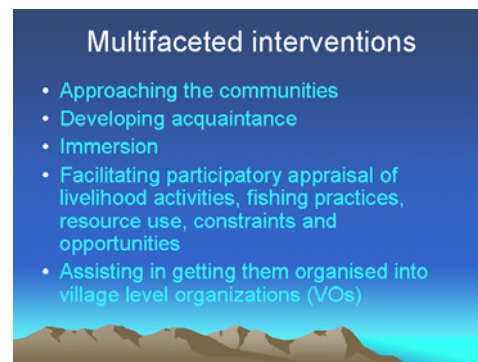 Multifaceted interventions
• Approaching the communities
• Developing acquaintance
• Immersion
• Facilitating participatory appraisal of
livelihood activities, fishing practices,
resource use, constraints and
opportunities
• Assisting in getting them organised into
village level organizations (VOs)